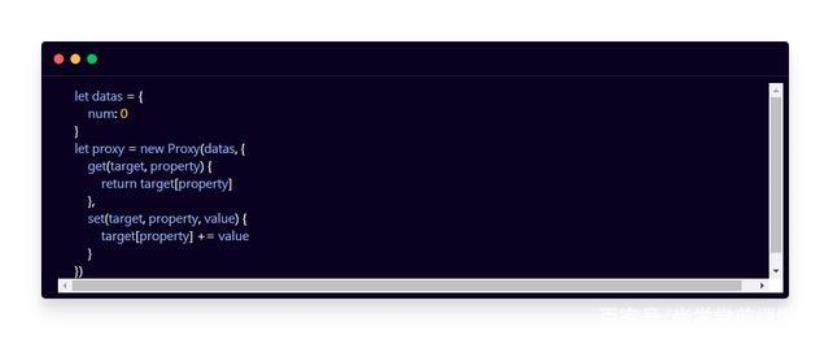 let datas = {
num: 0
}
let proxy = new Proxy(datas, {
get(target, property) {
return target[property]
},
set(target, property, value) {
target[property] += value
}
})